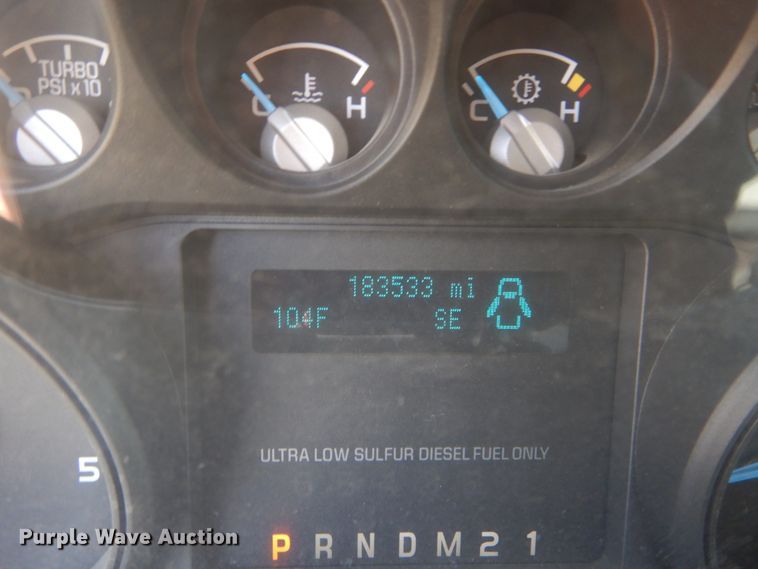 TURBO
PSI x 10
C H
C H
183533 mi
104F SE
ULTRA LOW SULFUR DIESEL FUEL ONLY
5
P R N D M 2 1
Purple Wave Auction®